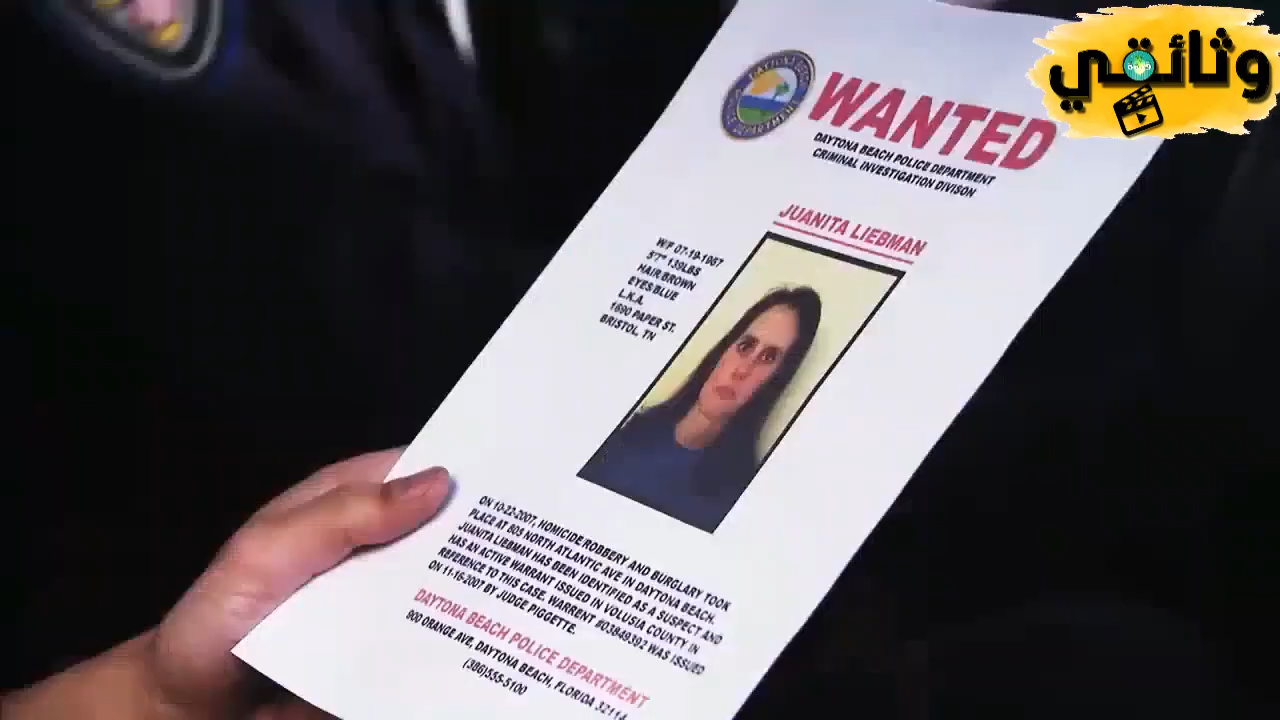 وثائقي
WANTED
DAYTONA BEACH POLICE DEPARTMENT
CRIMINAL INVESTIGATION DIVISON
JUANITA LIEBMAN
W/F 07-19-1967
5'7" 139LBS
HAIR/BROWN
EYES/BLUE
L.K.A.
1690 PAPER ST.
BRISTOL, TN
ON 10-22-2007, HOMICIDE ROBBERY AND BURGLARY TOOK
PLACE AT 808 NORTH ATLANTIC AVE IN DAYTONA BEACH.
JUANITA LIEBMAN HAS BEEN IDENTIFIED AS A SUSPECT AND
HAS AN ACTIVE WARRANT ISSUED IN VOLUSIA COUNTY IN
REFERENCE TO THIS CASE. WARRENT #03849392 WAS ISSUED
ON 11-16-2007 BY JUDGE PIGGETTE.
DAYTONA BEACH POLICE DEPARTMENT
900 ORANGE AVE, DAYTONA BEACH, FLORIDA 32114
(386)555-5100